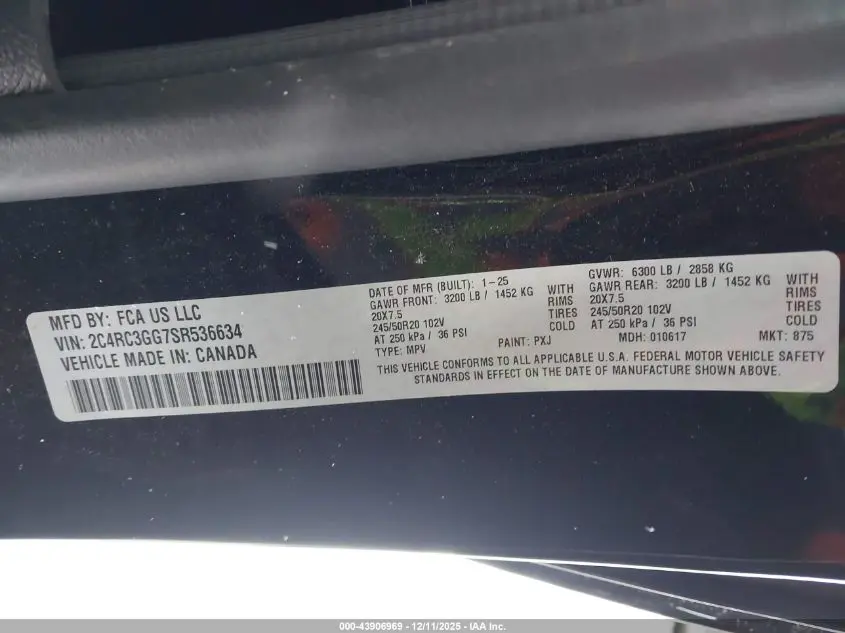 MFD BY: FCA US LLC
VIN: 2C4RC3GG7SR536634
VEHICLE MADE IN: CANADA
DATE OF MFR (BUILT): 1-25
GAWR FRONT: 3200 LB / 1452 KG WITH
20X7.5 RIMS
245/50R20 102V TIRES
AT 250 kPa / 36 PSI COLD
TYPE: MPV PAINT: PXJ
GVWR: 6300 LB / 2858 KG
GAWR REAR: 3200 LB / 1452 KG WITH
20X7.5 RIMS
245/50R20 102V TIRES
AT 250 kPa / 36 PSI COLD
MDH: 010617 MKT: 875
THIS VEHICLE CONFORMS TO ALL APPLICABLE U.S.A. FEDERAL MOTOR VEHICLE SAFETY
STANDARDS IN EFFECT ON THE DATE OF MANUFACTURE SHOWN ABOVE.
000-43906969 - 12/11/2025 - IAA Inc.